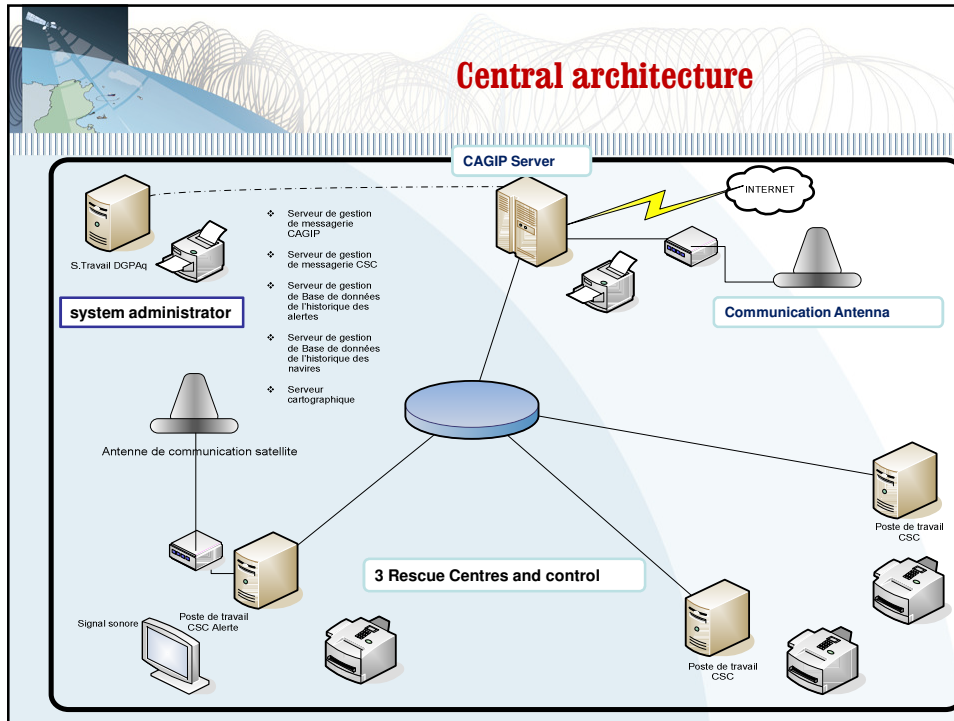 Central architecture
CAGIP Server
INTERNET
S.Travail DGPAq
system administrator
❖ Serveur de gestion
de messagerie
CAGIP
❖ Serveur de gestion
de messagerie CSC
❖ Serveur de gestion
de Base de données
de l'historique des
alertes
❖ Serveur de gestion
de Base de données
de l'historique des
navires
❖ Serveur
cartographique
Communication Antenna
Antenne de communication satellite
Poste de travail
CSC
3 Rescue Centres and control
Signal sonore
Poste de travail
CSC Alerte
Poste de travail
CSC